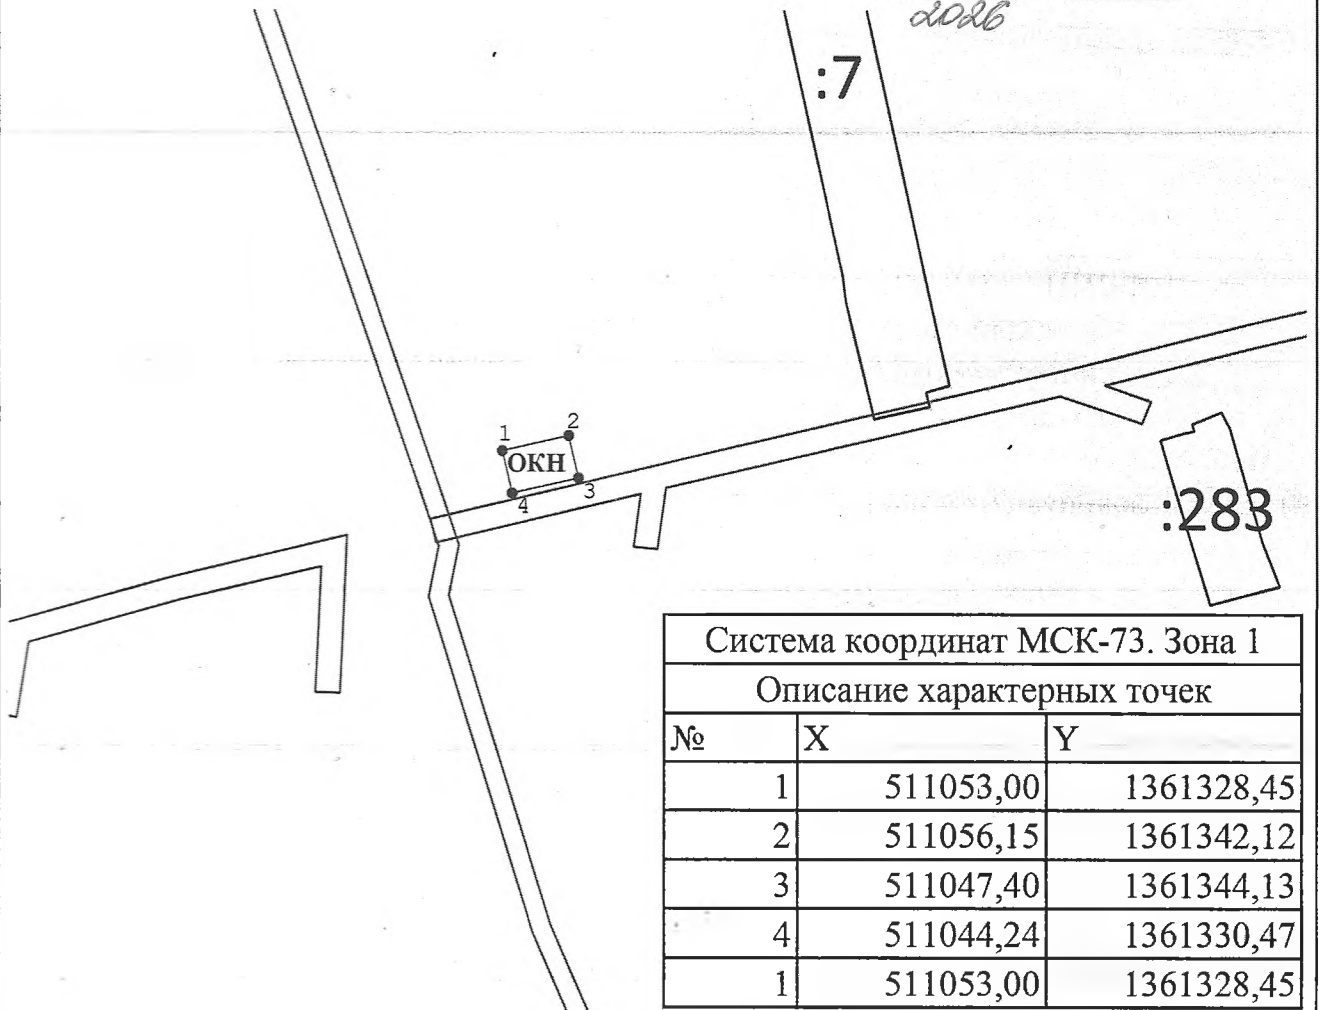 2026
:7
1
2
ОКН
3
4
:283
Система координат МСК-73. Зона 1
Описание характерных точек
№ X Y
1 511053,00 1361328,45
2 511056,15 1361342,12
3 511047,40 1361344,13
4 511044,24 1361330,47
1 511053,00 1361328,45